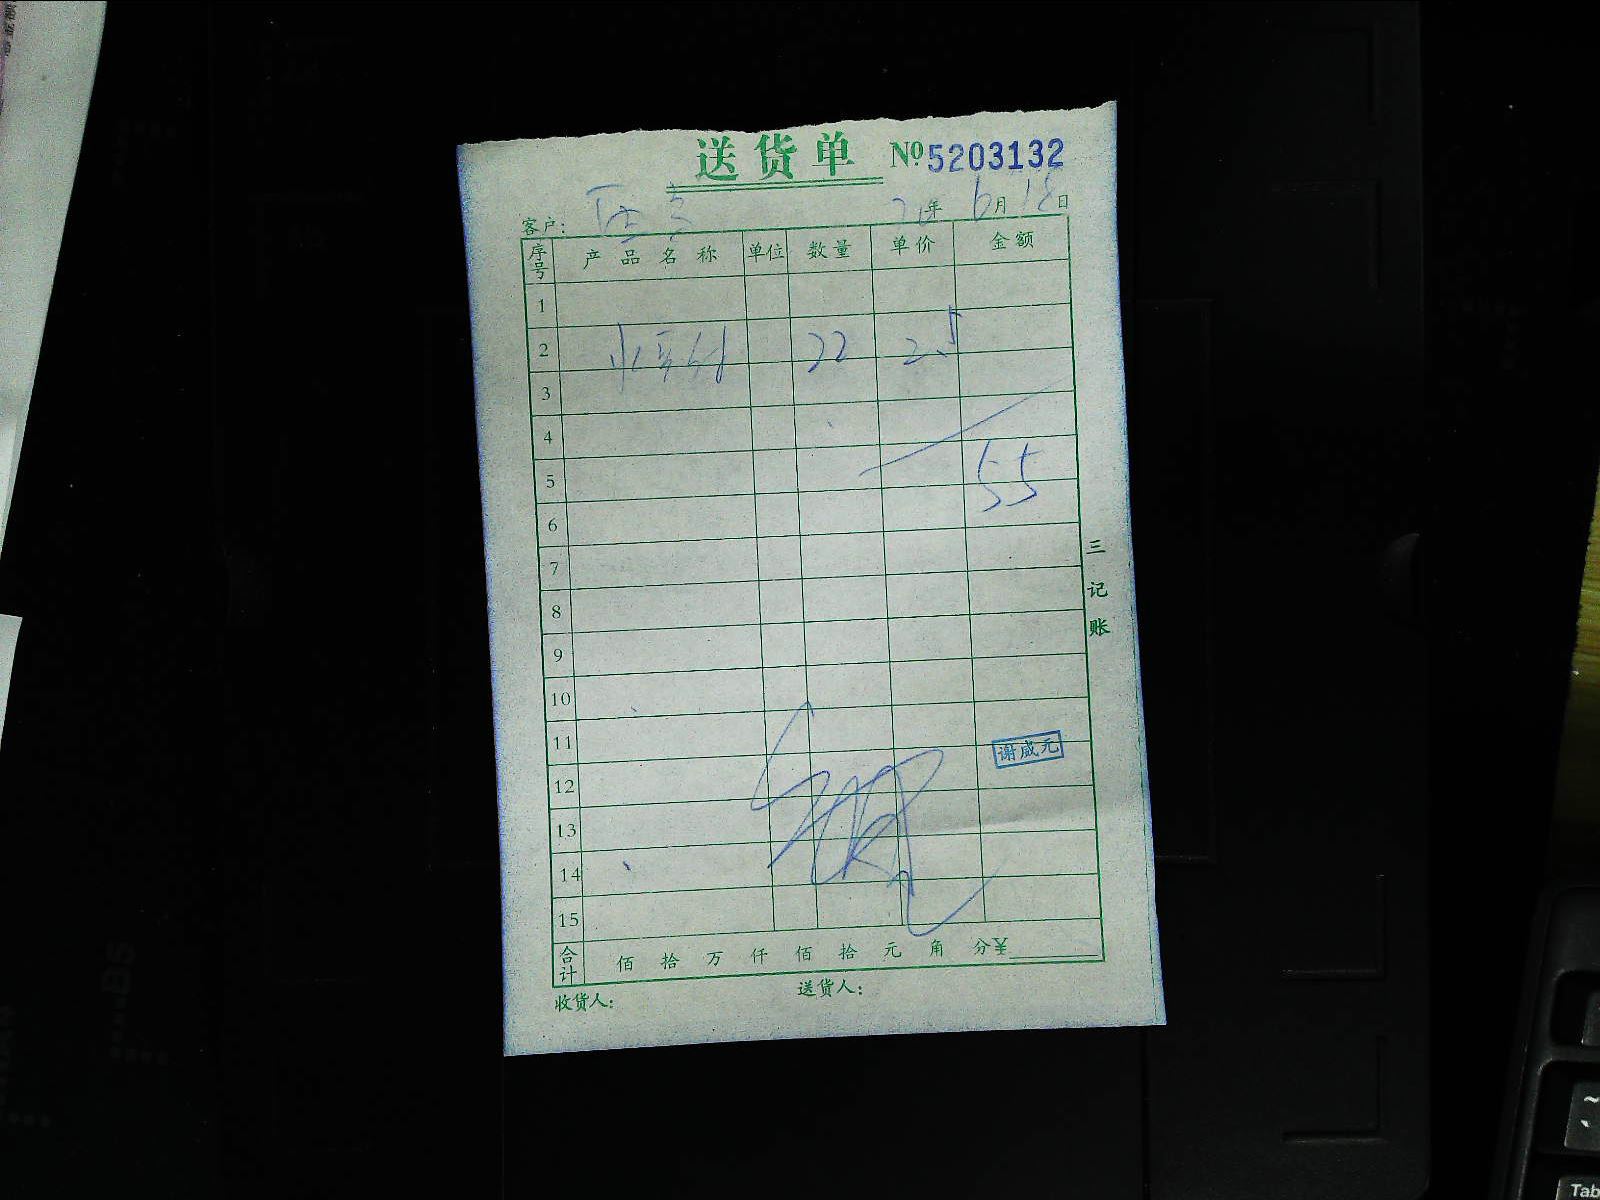 送货单 №5203132
客户: 年 6月18日
序号 产品名称 单位 数量 单价 金额
1
2 22 2.5
3
4
5 55
6
7
8
9
10
11
12 谢威元
13
14
15
合计 佰 拾 万 仟 佰 拾 元 角 分¥
收货人: 送货人:
三记账
Tab